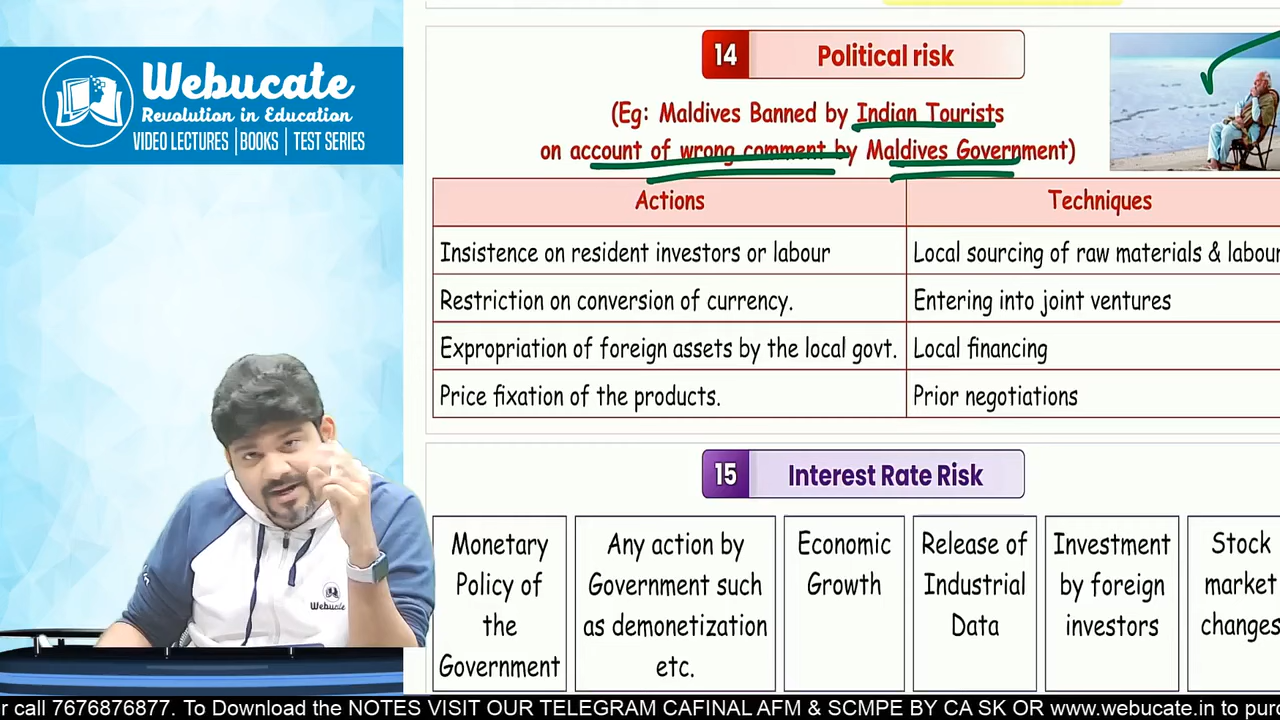 Webucate
Revolution in Education
VIDEO LECTURES | BOOKS | TEST SERIES
14 Political risk
(Eg: Maldives Banned by Indian Tourists
on account of wrong comment by Maldives Government)
Actions Techniques
Insistence on resident investors or labour Local sourcing of raw materials & labour
Restriction on conversion of currency. Entering into joint ventures
Expropriation of foreign assets by the local govt. Local financing
Price fixation of the products. Prior negotiations
15 Interest Rate Risk
Monetary
Policy of
the
Government
Any action by
Government such
as demonetization
etc.
Economic
Growth
Release of
Industrial
Data
Investment
by foreign
investors
Stock
market
changes
Webucate
r call 7676876877. To Download the NOTES VISIT OUR TELEGRAM CAFINAL AFM & SCMPE BY CA SK OR www.webucate.in to pur